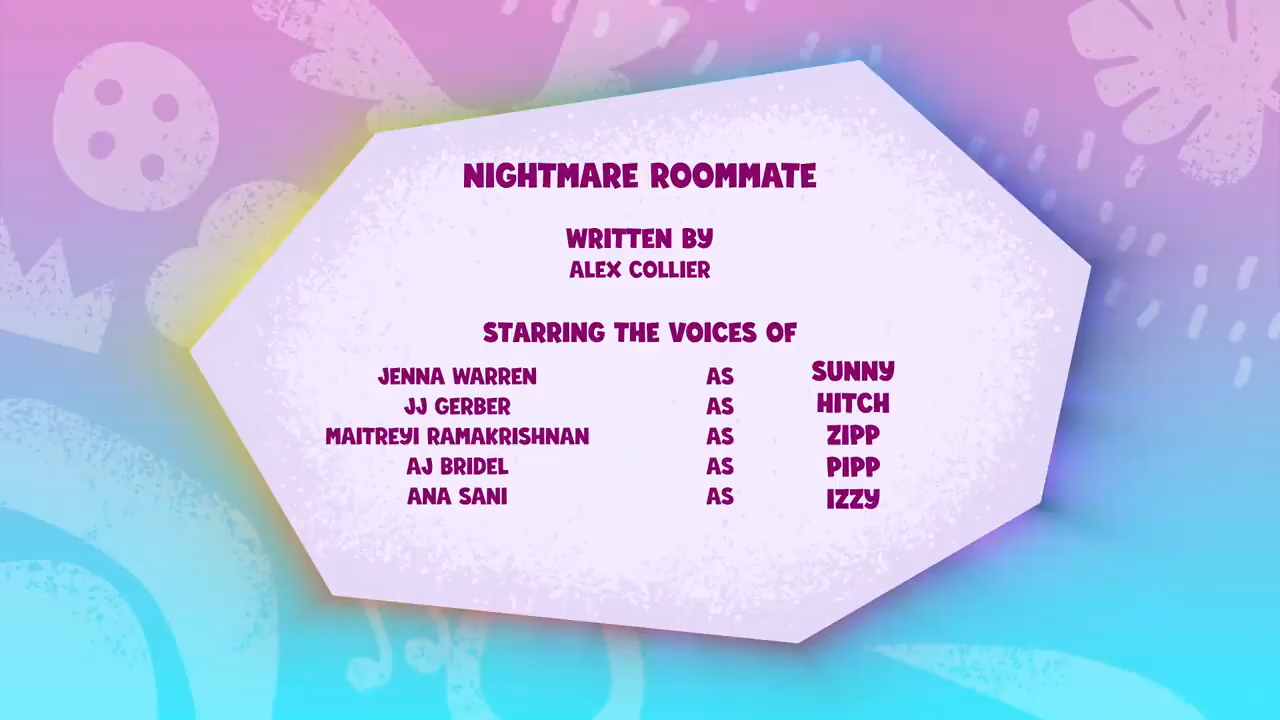 NIGHTMARE ROOMMATE
WRITTEN BY
ALEX COLLIER
STARRING THE VOICES OF
JENNA WARREN AS SUNNY
JJ GERBER AS HITCH
MAITREYI RAMAKRISHNAN AS ZIPP
AJ BRIDEL AS PIPP
ANA SANI AS IZZY